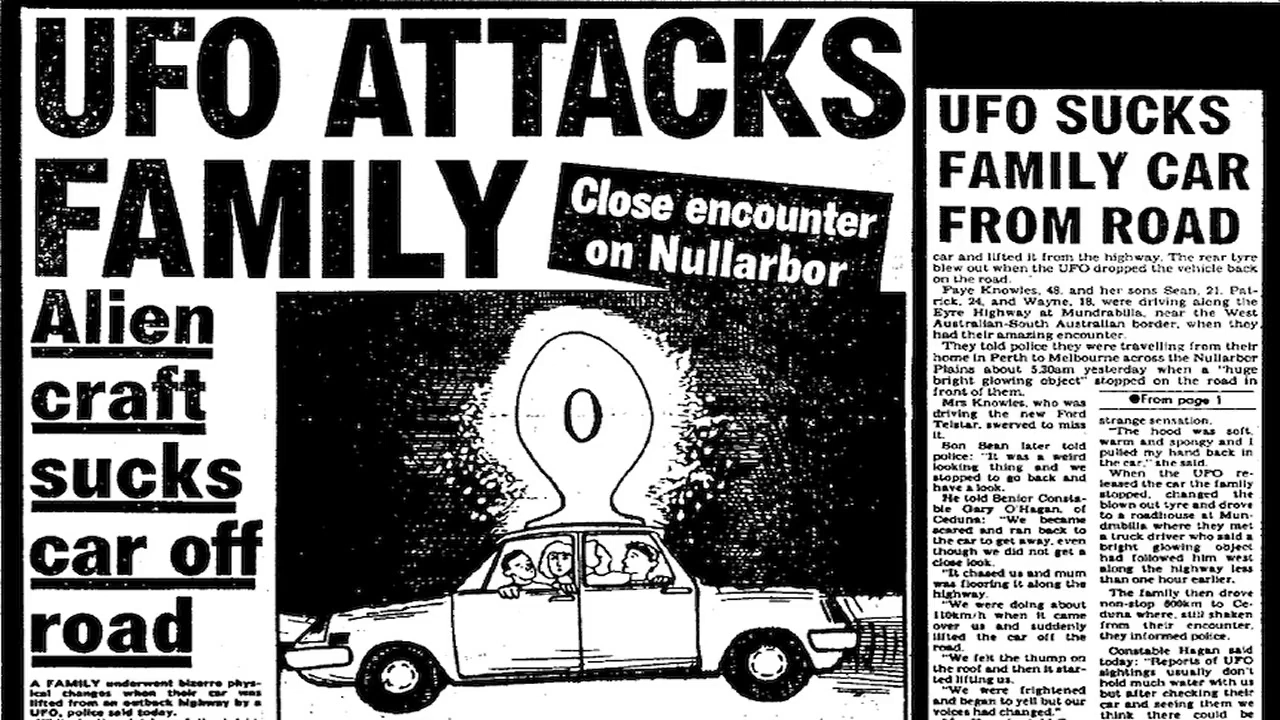 UFO ATTACKS
FAMILY
Close encounter
on Nullarbor
Alien
craft
sucks
car off
road
A FAMILY underwent bizarre phys-
ical changes when their car was
lifted from an outback highway by a
UFO, police said today.
UFO SUCKS
FAMILY CAR
FROM ROAD
car and lifted it from the highway. The rear tyre
blew out when the UFO dropped the vehicle back
on the road.
Faye Knowles, 48, and her sons Sean, 21, Pat-
rick, 24, and Wayne, 18, were driving along the
Eyre Highway at Mundrabilla, near the West
Australian-South Australian border, when they
had their amazing encounter.
They told police they were travelling from their
home in Perth to Melbourne across the Nullarbor
Plains about 5.30am yesterday when a "huge
bright glowing object" stopped on the road in
front of them.
Mrs Knowles, who was
driving the new Ford
Telstar, swerved to miss
it.
Son Sean later told
police: "It was a weird
looking thing and we
stopped to go back and
have a look.
He told Senior Consta-
ble Gary O'Hagan, of
Ceduna: "We became
scared and ran back to
the car to get away, even
though we did not get a
close look.
"It chased us and mum
was flooring it along the
highway.
"We were doing about
110km/h when it came
over us and suddenly
lifted the car off the
road.
"We felt the thump on
the roof and then it star-
ted lifting us.
"We were frightened
and began to yell but our
voices had changed."
●From page 1
strange sensation.
"The hood was soft,
warm and spongy and I
pulled my hand back in
the car," she said.
When the UFO re-
leased the car the family
stopped, changed the
blown out tyre and drove
to a roadhouse at Mun-
drabilla where they met
a truck driver who said a
bright glowing object
had followed him west
along the highway less
than one hour earlier.
The family then drove
non-stop 600km to Ce-
duna where, still shaken
from their encounter,
they informed police.
Constable Hagan said
today: "Reports of UFO
sightings usually don't
hold much water with us
but after checking their
car and seeing them we
think there could be